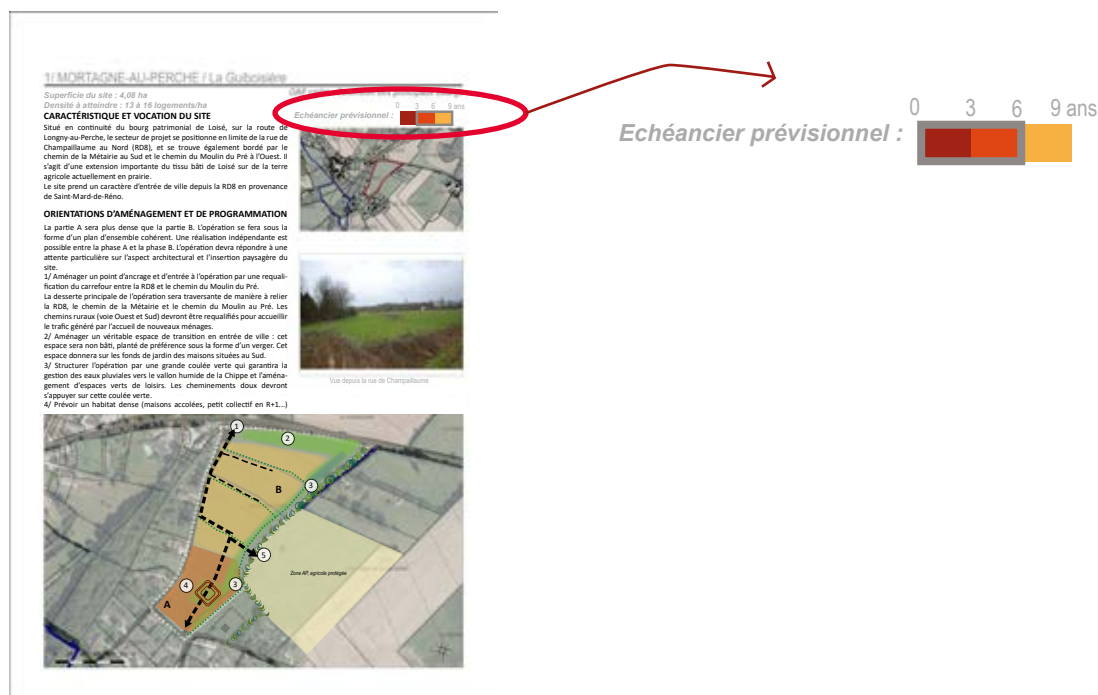 1/ MORTAGNE-AU-PERCHE / La Guiboisière
Superficie du site : 4,08 ha
Densité à atteindre : 13 à 16 logements/ha
0 3 6 9 ans
Echéancier prévisionnel :
CARACTÉRISTIQUE ET VOCATION DU SITE
Situé en continuité du bourg patrimonial de Loisé, sur la route de
Longny-au-Perche, le secteur de projet se positionne en limite de la rue de
Champaillaume au Nord (RD8), et se trouve également bordé par le
chemin de la Métairie au Sud et le chemin du Moulin du Pré à l'Ouest. Il
s'agit d'une extension importante du tissu bâti de Loisé sur de la terre
agricole actuellement en prairie.
Le site prend un caractère d'entrée de ville depuis la RD8 en provenance
de Saint-Mard-de-Réno.
ORIENTATIONS D'AMÉNAGEMENT ET DE PROGRAMMATION
La partie A sera plus dense que la partie B. L'opération se fera sous la
forme d'un plan d'ensemble cohérent. Une réalisation indépendante est
possible entre la phase A et la phase B. L'opération devra répondre à une
attente particulière sur l'aspect architectural et l'insertion paysagère du
site.
1/ Aménager un point d'ancrage et d'entrée à l'opération par une requali-
fication du carrefour entre la RD8 et le chemin du Moulin du Pré.
La desserte principale de l'opération sera traversante de manière à relier
la RD8, le chemin de la Métairie et le chemin du Moulin au Pré. Les
chemins ruraux (voie Ouest et Sud) devront être requalifiés pour accueillir
le trafic généré par l'accueil de nouveaux ménages.
2/ Aménager un véritable espace de transition en entrée de ville : cet
espace sera non bâti, planté de préférence sous la forme d'un verger. Cet
espace donnera sur les fonds de jardin des maisons situées au Sud.
3/ Structurer l'opération par une grande coulée verte qui garantira la
gestion des eaux pluviales vers le vallon humide de la Chippe et l'aména-
gement d'espaces verts de loisirs. Les cheminements doux devront
s'appuyer sur cette coulée verte.
4/ Prévoir un habitat dense (maisons accolées, petit collectif en R+1...)
Vue depuis la rue de Champaillaume
1
2
B
3
5
Zone AP, agricole protégée
4
3
A
0 3 6 9 ans
Echéancier prévisionnel :